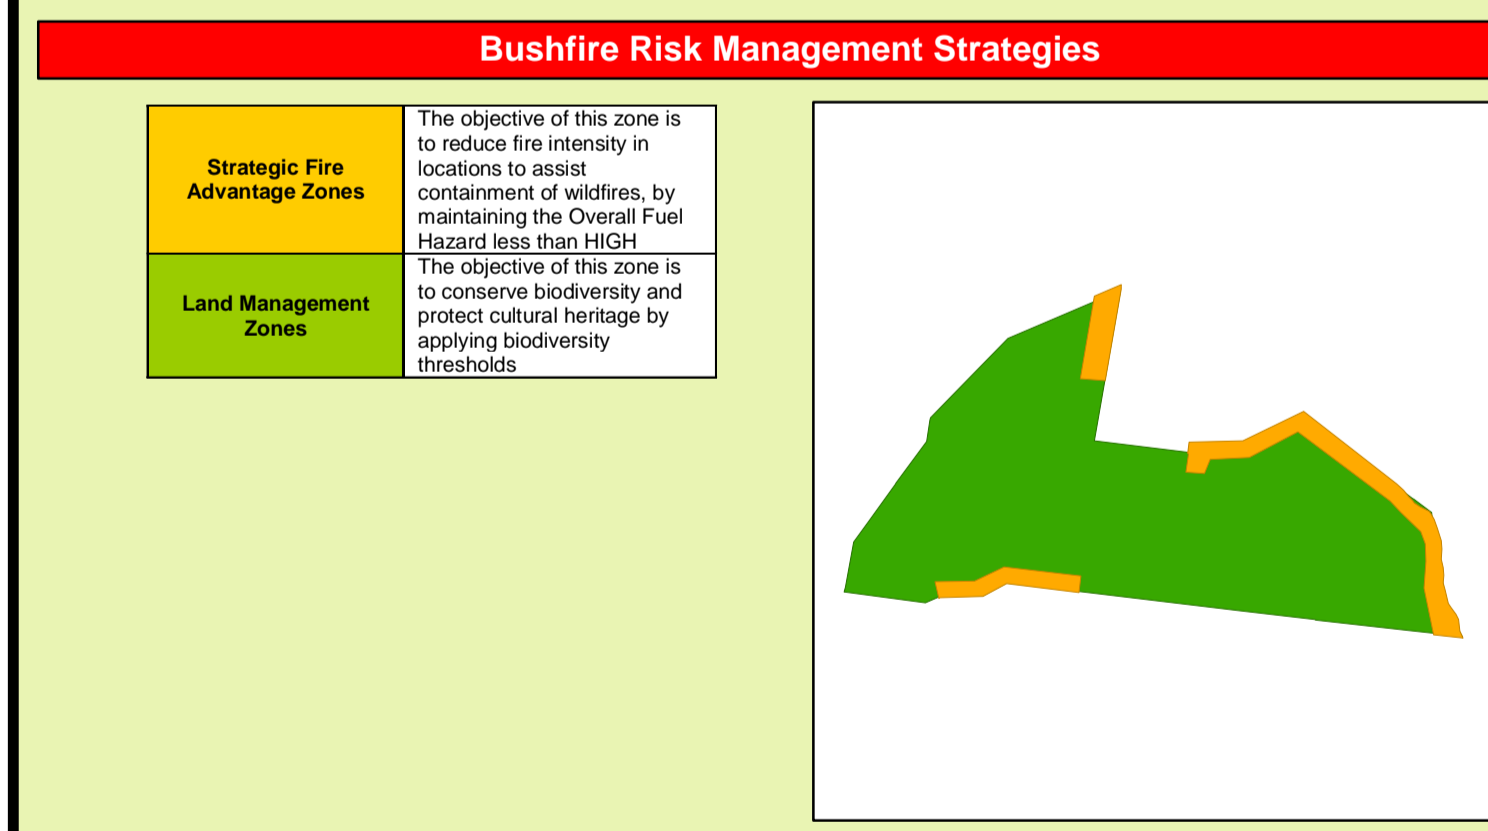 Bushfire Risk Management Strategies
Strategic Fire
Advantage Zones
The objective of this zone is
to reduce fire intensity in
locations to assist
containment of wildfires, by
maintaining the Overall Fuel
Hazard less than HIGH
Land Management
Zones
The objective of this zone is
to conserve biodiversity and
protect cultural heritage by
applying biodiversity
thresholds